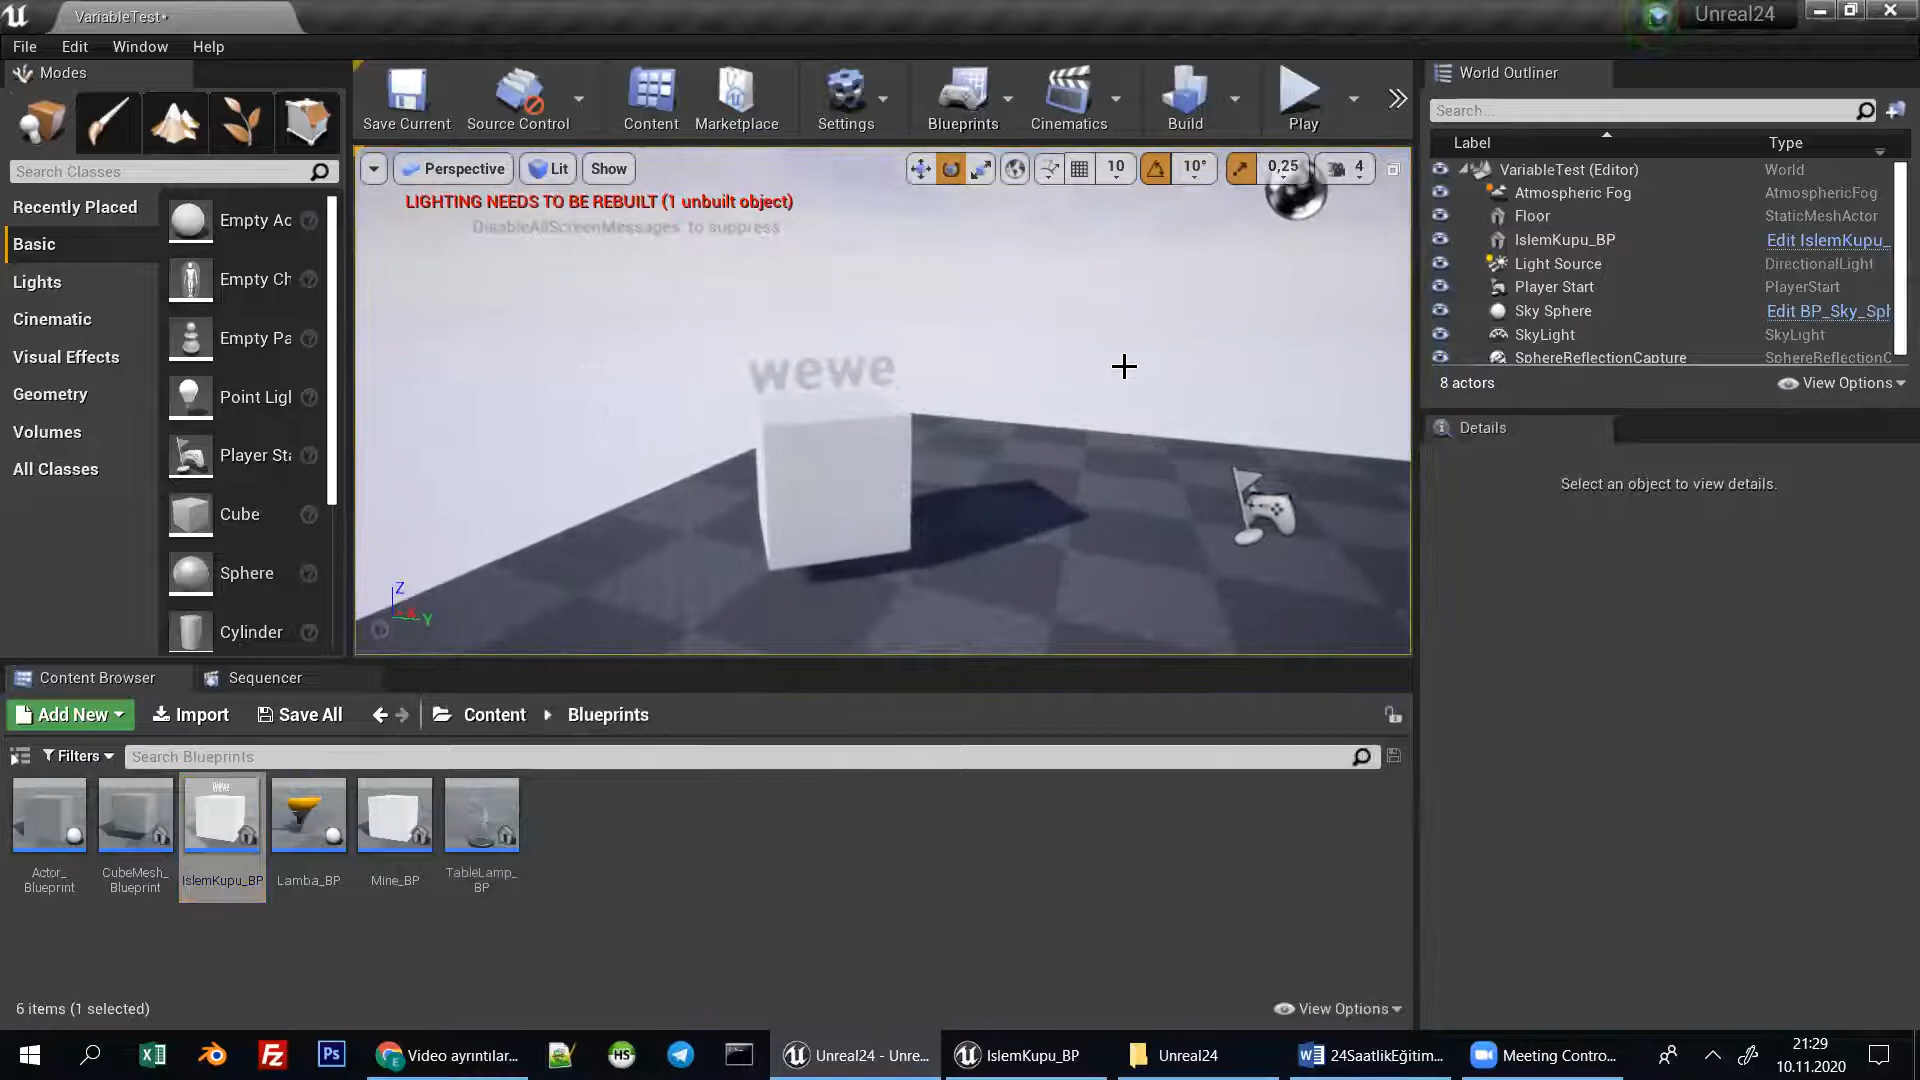 VariableTest•
Unreal24
File Edit Window Help
Modes
Search Classes
Recently Placed
Basic
Lights
Cinematic
Visual Effects
Geometry
Volumes
All Classes
Empty Ac
Empty Ch
Empty Pa
Point Ligl
Player Sta
Cube
Sphere
Cylinder
Save Current
Source Control
Content
Marketplace
Settings
Blueprints
Cinematics
Build
Play
Perspective
Lit
Show
10
10°
0,25
4
LIGHTING NEEDS TO BE REBUILT (1 unbuilt object)
DisableAllScreenMessages to suppress
wewe
Z
X
Y
World Outliner
Search...
Label Type
VariableTest (Editor) World
Atmospheric Fog AtmosphericFog
Floor StaticMeshActor
IslemKupu_BP Edit IslemKupu_
Light Source DirectionalLight
Player Start PlayerStart
Sky Sphere Edit BP_Sky_Sph
SkyLight SkyLight
SphereReflectionCapture SphereReflectionC
8 actors
View Options
Details
Select an object to view details.
Content Browser
Sequencer
Add New
Import
Save All
Content
Blueprints
Filters
Search Blueprints
wewe
Actor_
Blueprint
CubeMesh_
Blueprint
IslemKupu_BP
Lamba_BP
Mine_BP
TableLamp_
BP
6 items (1 selected)
View Options
Video ayrıntılar...
Unreal24 - Unre...
IslemKupu_BP
Unreal24
24SaatlikEğitim...
Meeting Contro...
21:29
10.11.2020